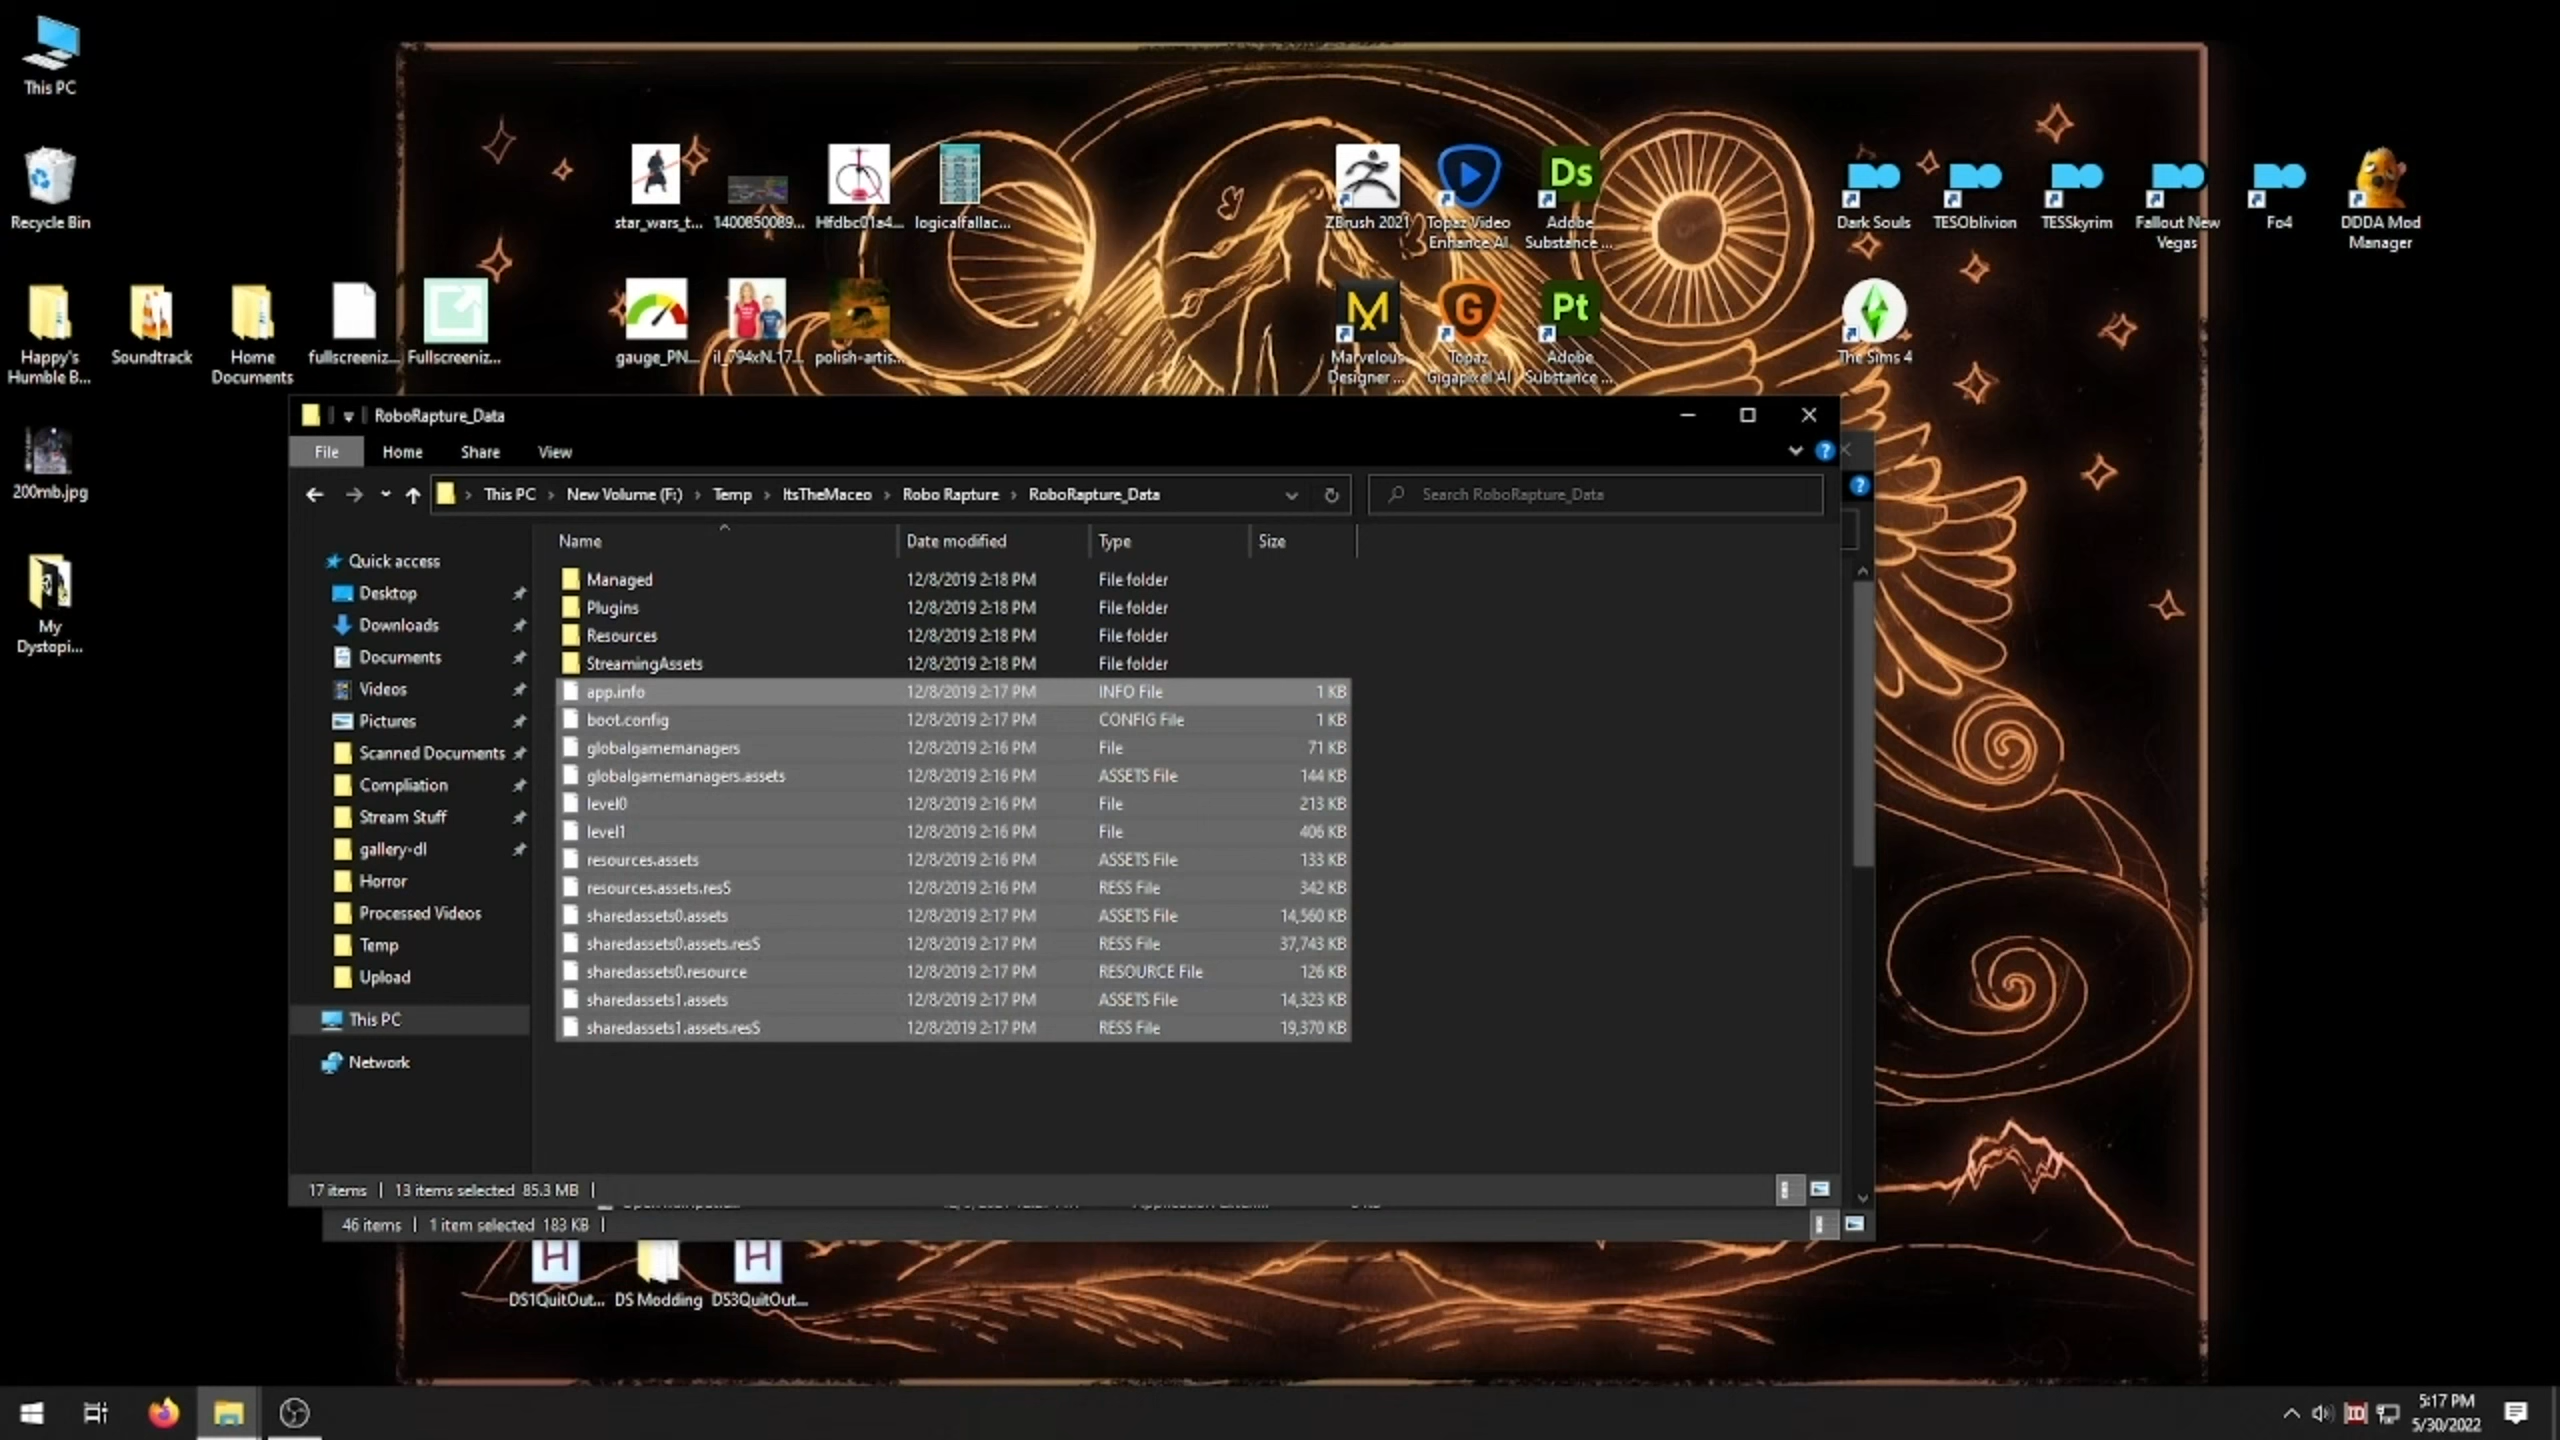 This PC
Recycle Bin
star_wars_t...
1400850089...
Hfdbc01a4...
logicalfallac...
ZBrush 2021
Topaz Video
Enhance AI
Ds
Adobe
Substance ...
Dark Souls
TESOblivion
TESSkyrim
Fallout New
Vegas
Fo4
DDDA Mod
Manager
Happy's
Humble B...
Soundtrack
Home
Documents
fullscreeniz...
Fullscreeniz...
gauge_PN...
il_794xN.17...
polish-artis...
M
Marvelous
Designer ...
G
Topaz
Gigapixel AI
Pt
Adobe
Substance ...
The Sims 4
200mb.jpg
My
Dystopi...
RoboRapture_Data
File Home Share View
This PC > New Volume (F:) > Temp > ItsTheMaceo > Robo Rapture > RoboRapture_Data
Search RoboRapture_Data
Quick access
Desktop
Downloads
Documents
Videos
Pictures
Scanned Documents
Compliation
Stream Stuff
gallery-dl
Horror
Processed Videos
Temp
Upload
This PC
Network
Name Date modified Type Size
Managed 12/8/2019 2:18 PM File folder
Plugins 12/8/2019 2:18 PM File folder
Resources 12/8/2019 2:18 PM File folder
StreamingAssets 12/8/2019 2:18 PM File folder
app.info 12/8/2019 2:17 PM INFO File 1 KB
boot.config 12/8/2019 2:17 PM CONFIG File 1 KB
globalgamemanagers 12/8/2019 2:16 PM File 71 KB
globalgamemanagers.assets 12/8/2019 2:16 PM ASSETS File 144 KB
level0 12/8/2019 2:16 PM File 213 KB
level1 12/8/2019 2:16 PM File 406 KB
resources.assets 12/8/2019 2:16 PM ASSETS File 133 KB
resources.assets.resS 12/8/2019 2:16 PM RESS File 342 KB
sharedassets0.assets 12/8/2019 2:17 PM ASSETS File 14,560 KB
sharedassets0.assets.resS 12/8/2019 2:17 PM RESS File 37,743 KB
sharedassets0.resource 12/8/2019 2:17 PM RESOURCE File 126 KB
sharedassets1.assets 12/8/2019 2:17 PM ASSETS File 14,323 KB
sharedassets1.assets.resS 12/8/2019 2:17 PM RESS File 19,370 KB
17 items | 13 items selected 85.3 MB |
46 items | 1 item selected 183 KB |
H
H
DS1QuitOut...
DS Modding
DS3QuitOut...
5:17 PM
5/30/2022